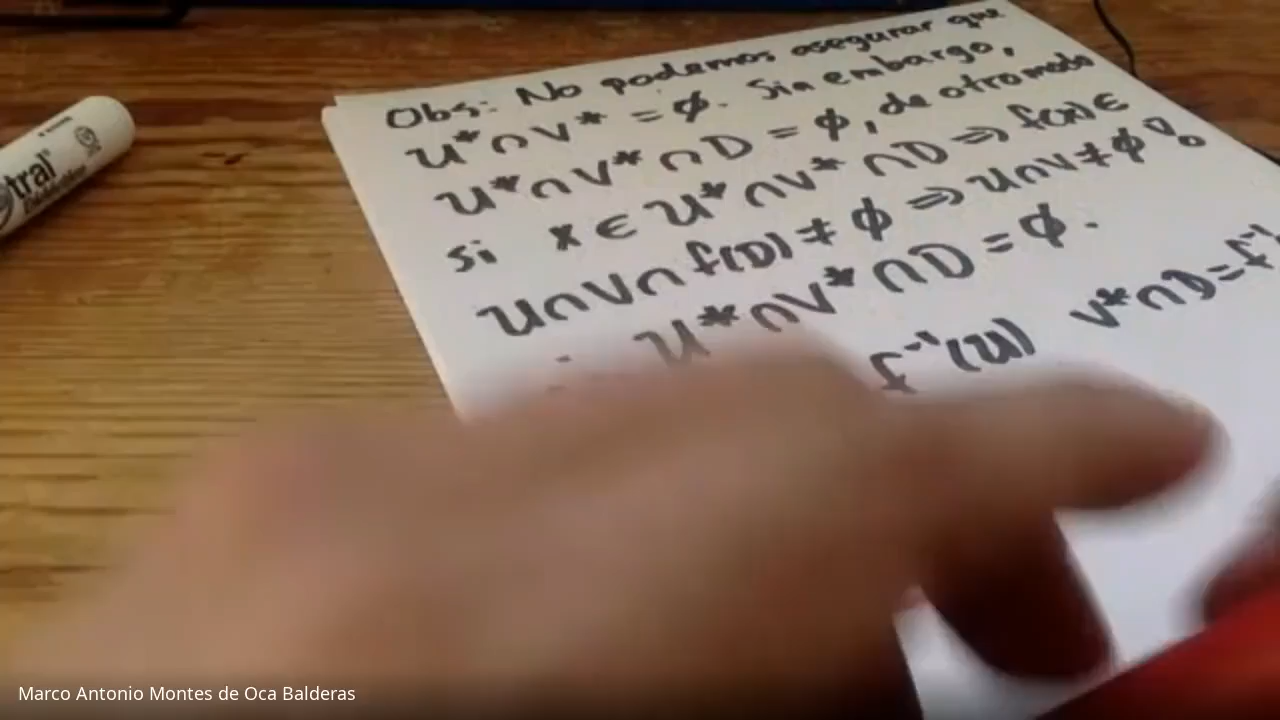 Obs: No podemos asegurar que
U* ∩ V* = ∅. Sin embargo,
U* ∩ V* ∩ D = ∅, de otro modo
si x ∈ U* ∩ V* ∩ D ⇒ f(x) ∈
U ∩ V ∩ f(D) ≠ ∅ ⇒ U ∩ V ≠ ∅
∴ U* ∩ V* ∩ D = ∅.
f⁻¹(U) V* ∩ D = f⁻¹
tral
Marco Antonio Montes de Oca Balderas